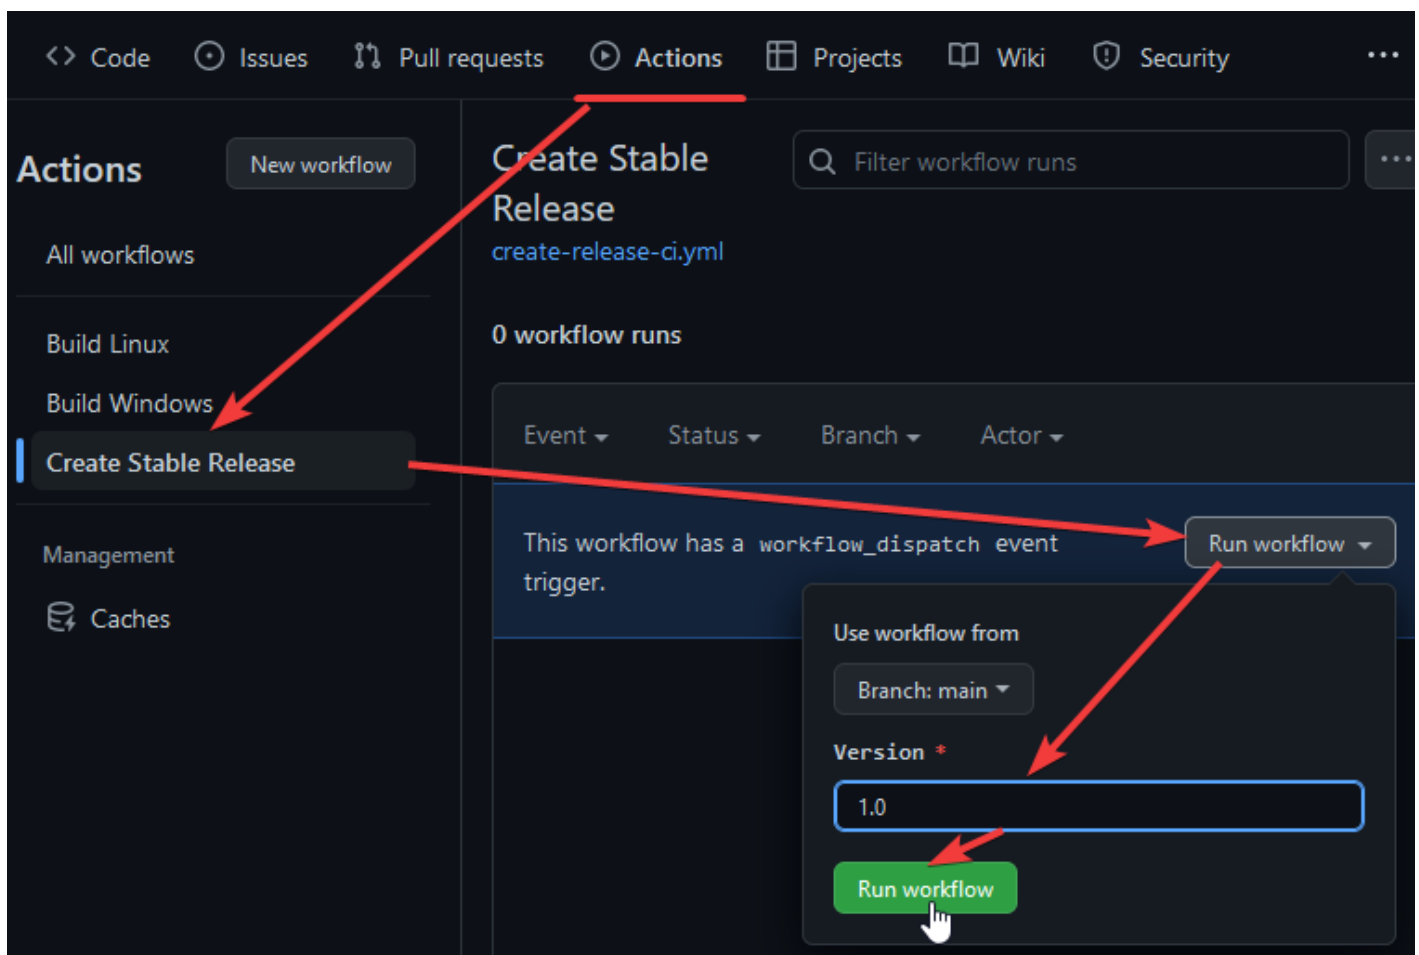 Code Issues Pull requests Actions Projects Wiki Security
Actions
New workflow
All workflows
Build Linux
Build Windows
Create Stable Release
Management
Caches
Create Stable
Release
create-release-ci.yml
Filter workflow runs
0 workflow runs
Event Status Branch Actor
This workflow has a workflow_dispatch event
trigger.
Run workflow
Use workflow from
Branch: main
Version *
1.0
Run workflow